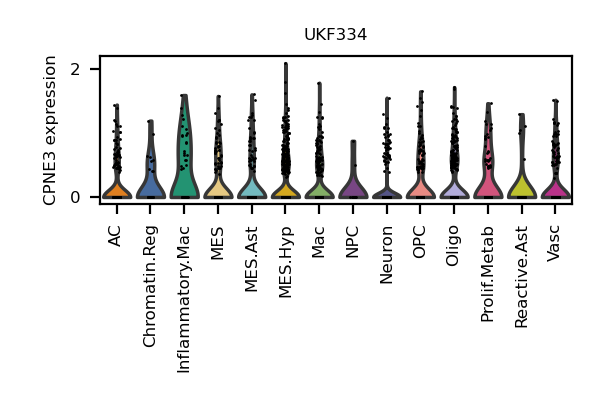 UKF334
CPNE3 expression
2
0
AC
Chromatin.Reg
Inflammatory.Mac
MES
MES.Ast
MES.Hyp
Mac
NPC
Neuron
OPC
Oligo
Prolif.Metab
Reactive.Ast
Vasc